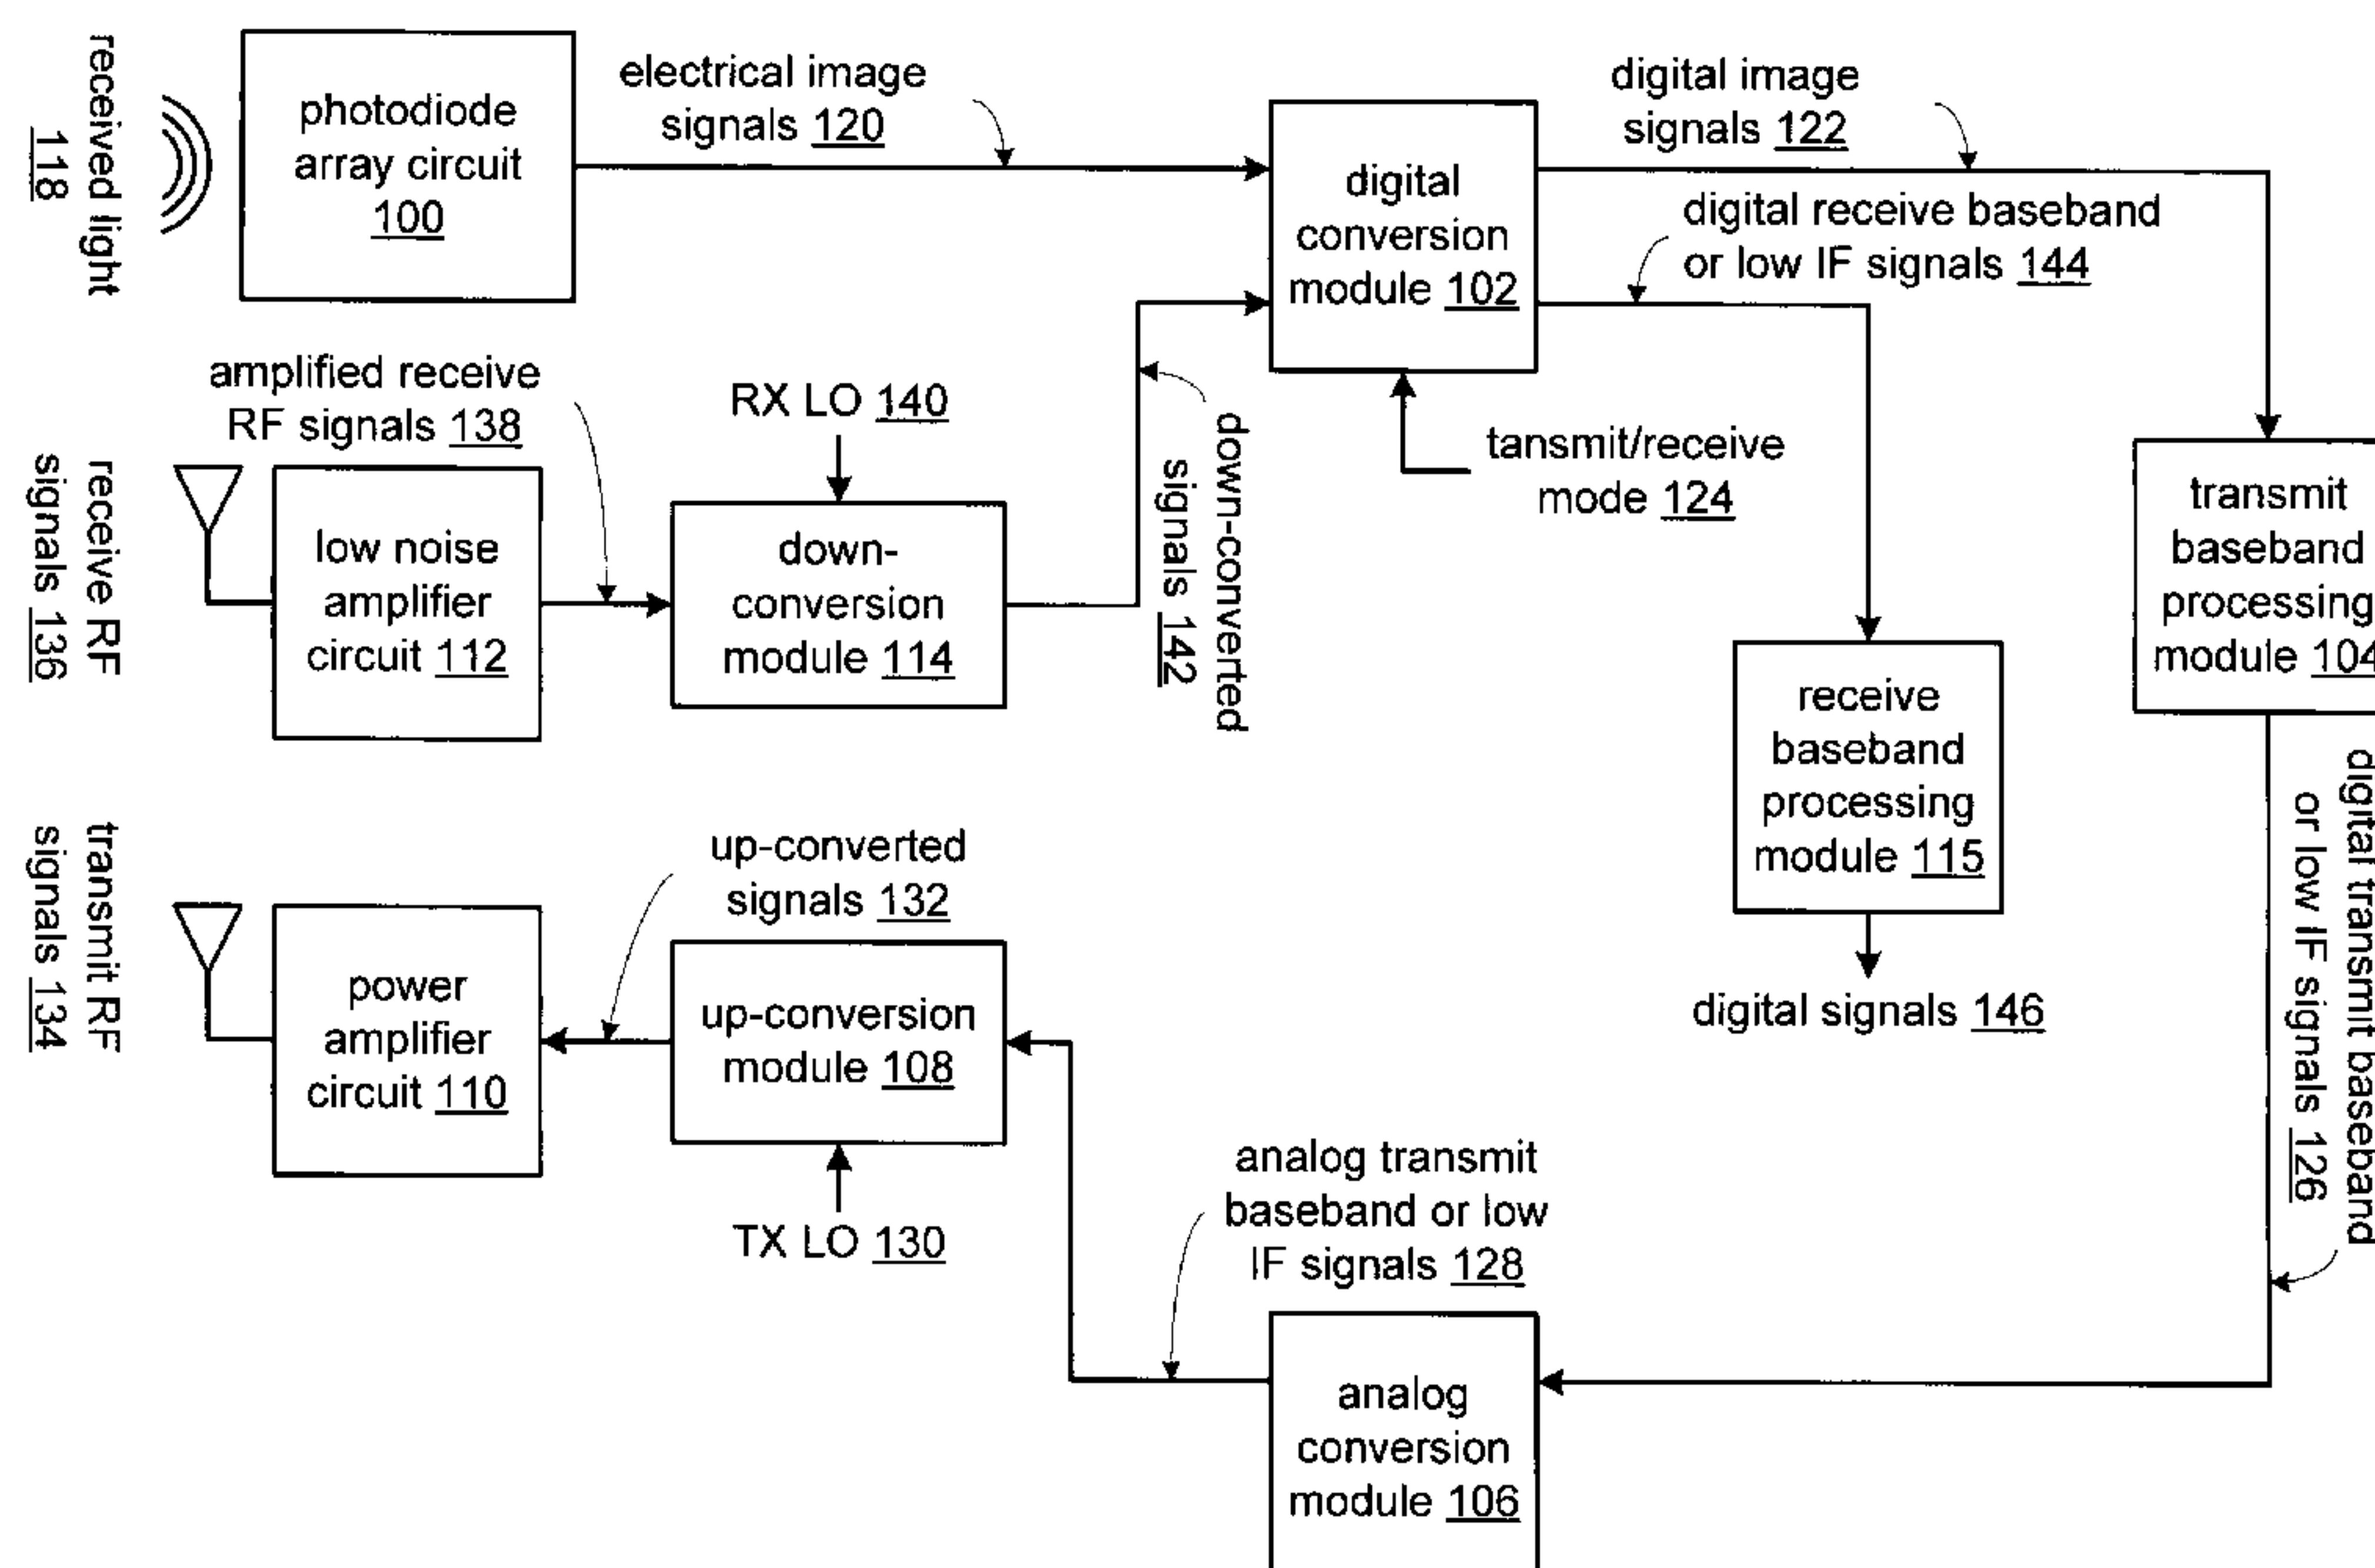 received light
118
photodiode
array circuit
100
electrical image
signals 120
digital
conversion
module 102
digital image
signals 122
digital receive baseband
or low IF signals 144
tansmit/receive
mode 124
transmit
baseband
processing
module 104
receive RF
signals 136
amplified receive
RF signals 138
low noise
amplifier
circuit 112
RX LO 140
down-
conversion
module 114
down-converted
signals 142
receive
baseband
processing
module 115
digital signals 146
digital transmit baseband
or low IF signals 126
transmit RF
signals 134
power
amplifier
circuit 110
up-converted
signals 132
up-conversion
module 108
TX LO 130
analog transmit
baseband or low
IF signals 128
analog
conversion
module 106